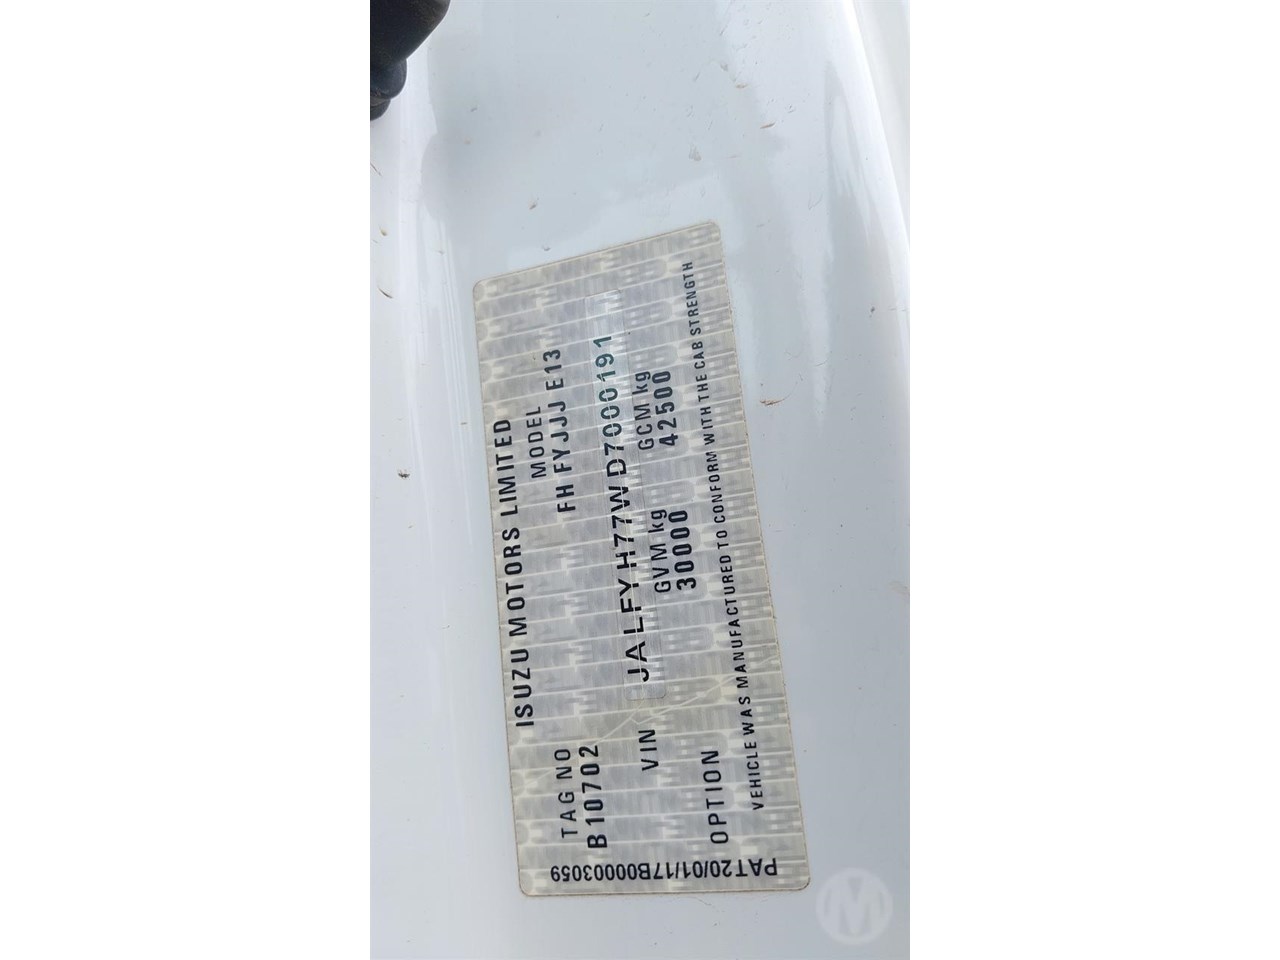 ISUZU MOTORS LIMITED
TAG NO
MODEL
B10702
FH FYJJJ E13
VIN
JALFYH77WD7000191
GVM kg
GCM kg
30000
42500
OPTION
VEHICLE WAS MANUFACTURED TO CONFORM WITH THE CAB STRENGTH
PAT20/01/17B00003059
M